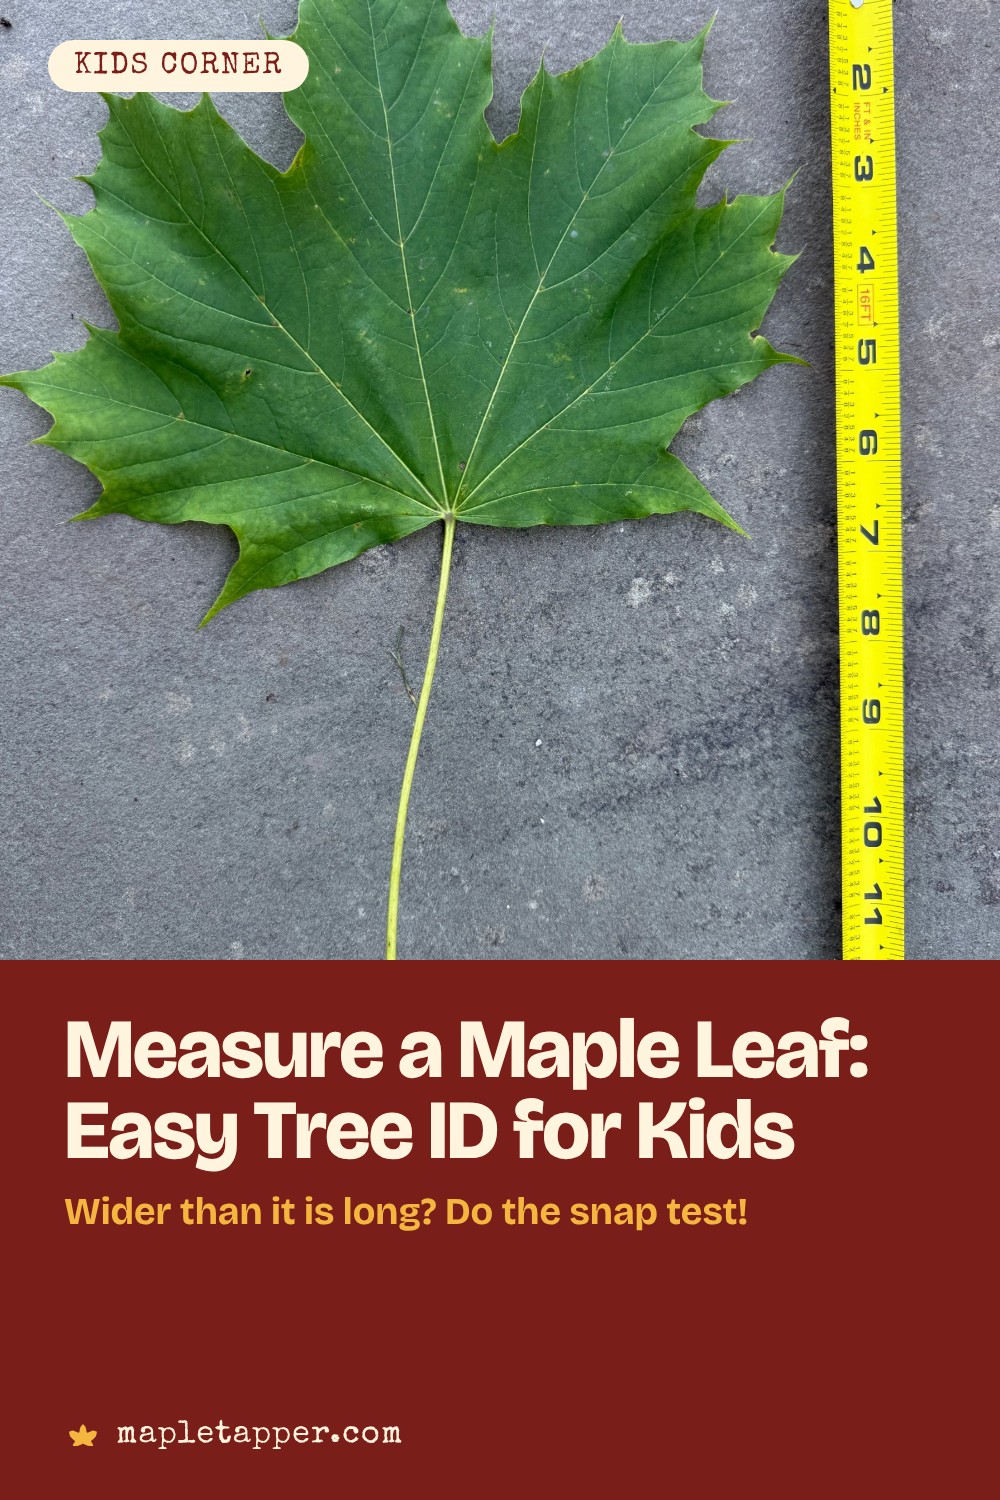 KIDS CORNER
2
FT & IN
INCHES
3
4
16FT
5
6
7
8
9
10
11
Measure a Maple Leaf:
Easy Tree ID for Kids
Wider than it is long? Do the snap test!
mapletapper.com